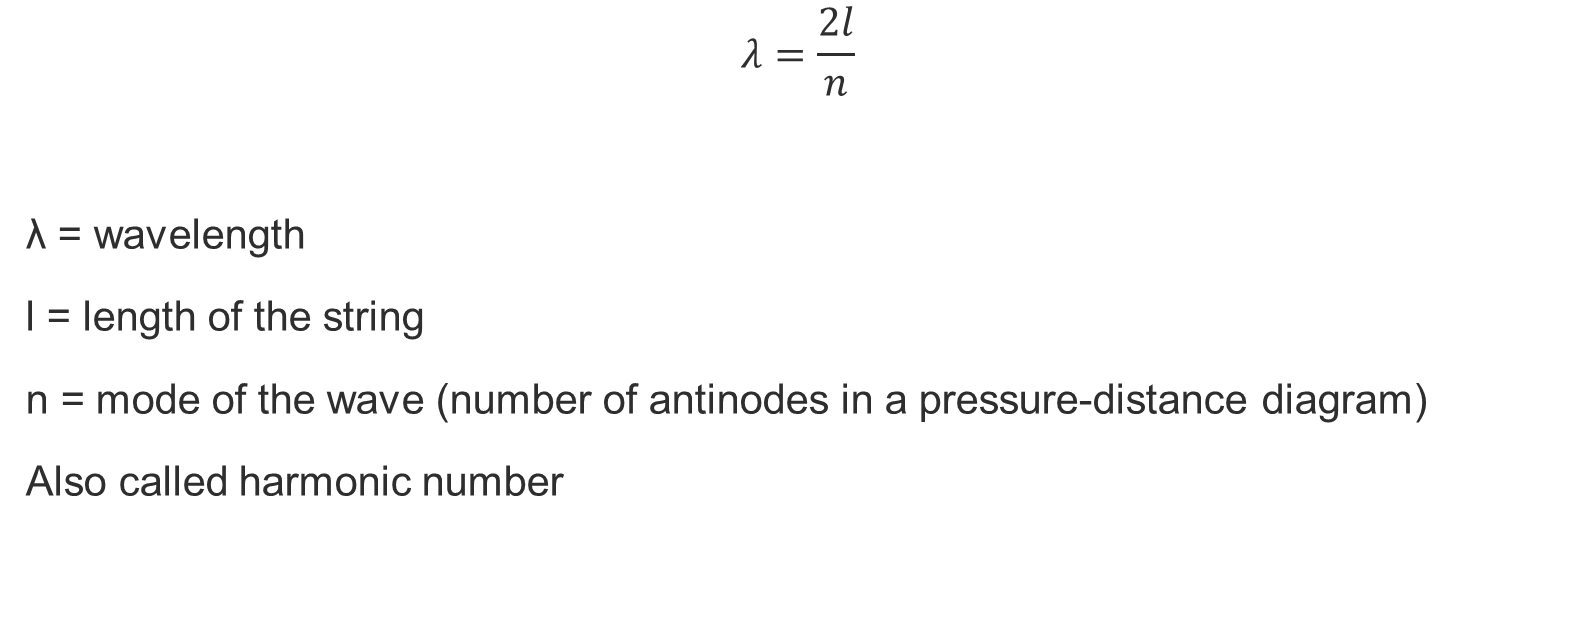 λ = 2l/n
λ = wavelength
l = length of the string
n = mode of the wave (number of antinodes in a pressure-distance diagram)
Also called harmonic number